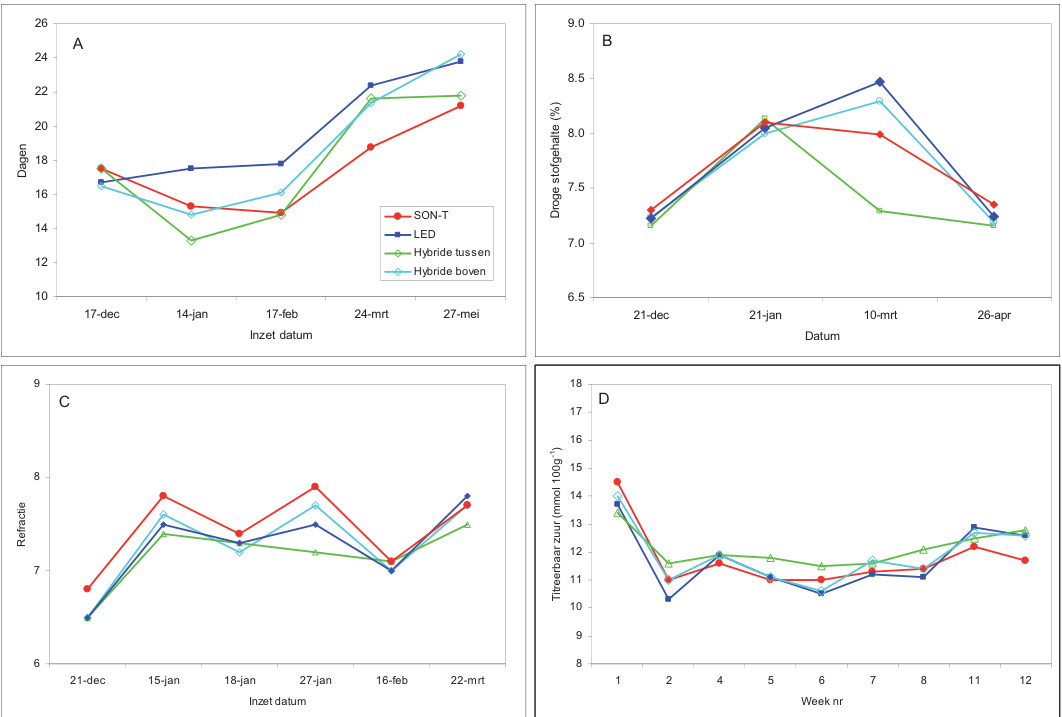 A
Dagen
26
24
22
20
18
16
14
12
10
17-dec 14-jan 17-feb 24-mrt 27-mei
Inzet datum
SON-T
LED
Hybride tussen
Hybride boven
B
Droge stofgehalte (%)
9.0
8.5
8.0
7.5
7.0
6.5
21-dec 21-jan 10-mrt 26-apr
Datum
C
Refractie
9
8
7
6
21-dec 15-jan 18-jan 27-jan 16-feb 22-mrt
Inzet datum
D
Titreerbaar zuur (mmol 100g⁻¹)
18
17
16
15
14
13
12
11
10
9
8
1 2 4 5 6 7 8 11 12
Week nr